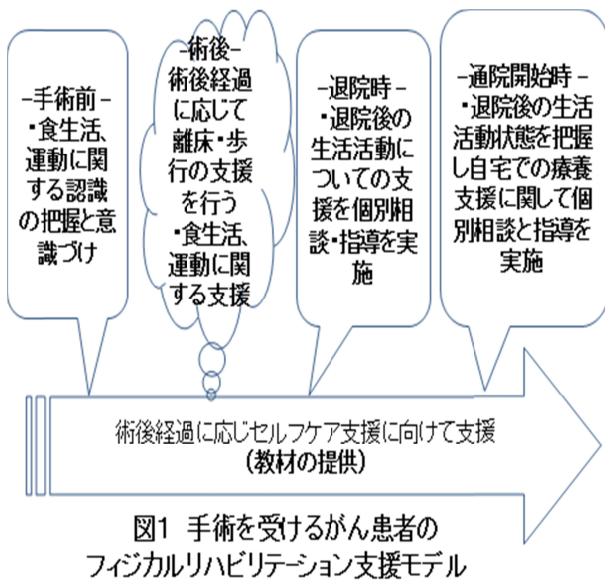 -手術前-
・食生活、
運動に関
する認識
の把握と意
識づけ
-術後-
術後経過
に応じて
離床・歩
行の支援
を行う
・食生活、
運動に関
する支援
-退院時-
・退院後の
生活活動に
ついての支
援を個別相
談・指導を実
施
-通院開始時-
・退院後の生活
活動状態を把握
し自宅での療養
支援に関して個
別相談と指導を
実施
術後経過に応じセルフケア支援に向けて支援
(教材の提供)
図1 手術を受けるがん患者の
フィジカルリハビリテーション支援モデル